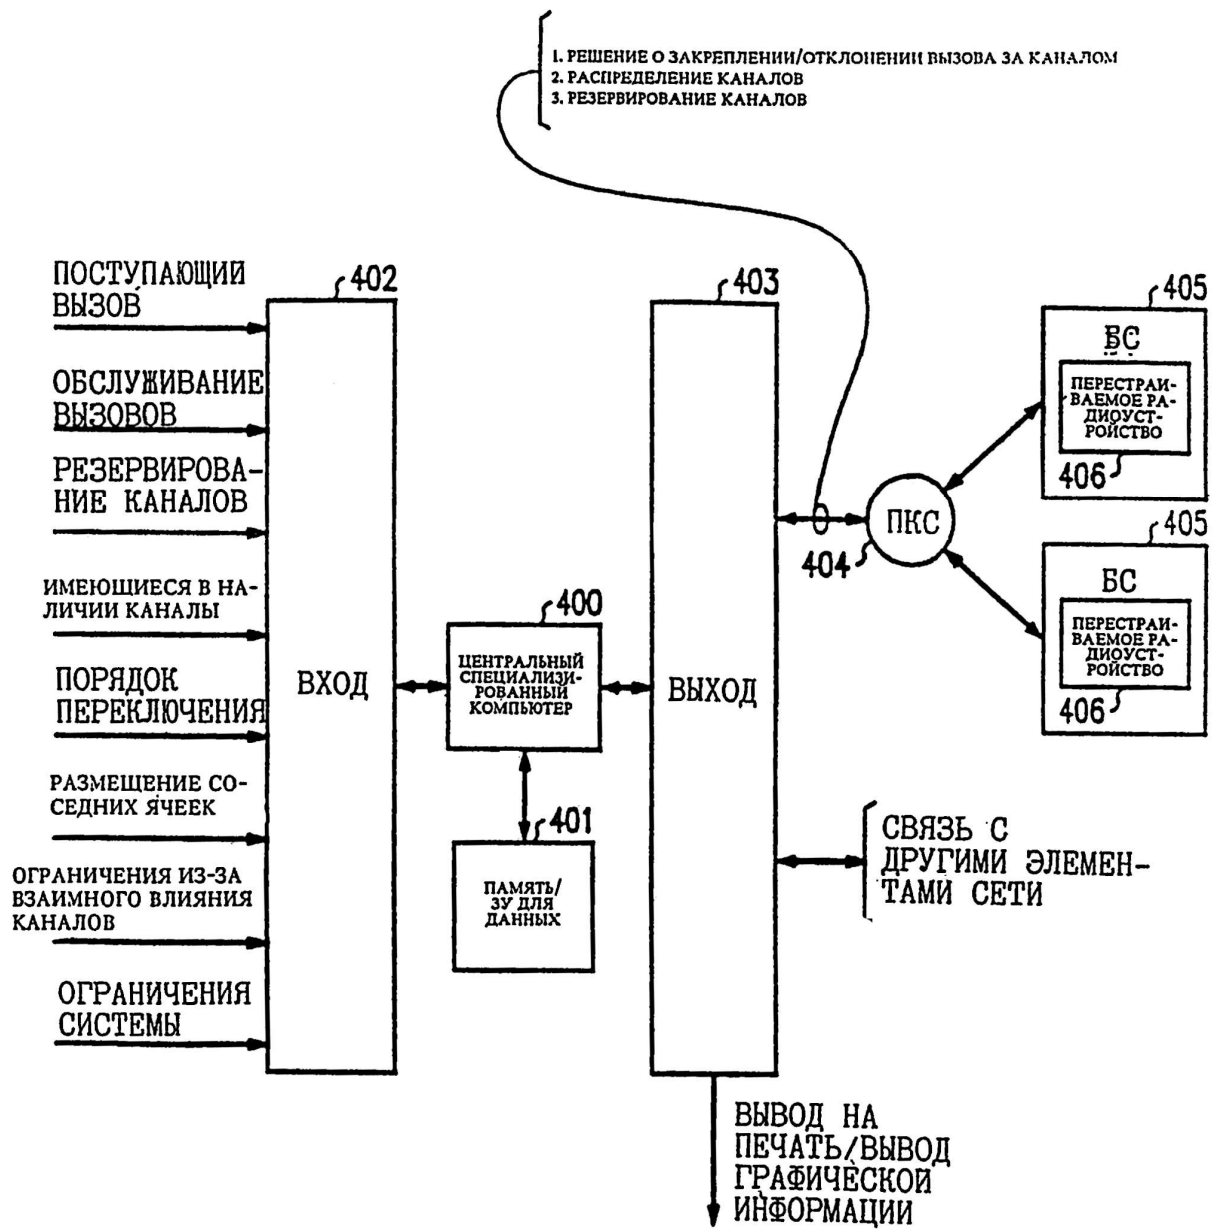 1. РЕШЕНИЕ О ЗАКРЕПЛЕНИИ/ОТКЛОНЕНИИ ВЫЗОВА ЗА КАНАЛОМ
2. РАСПРЕДЕЛЕНИЕ КАНАЛОВ
3. РЕЗЕРВИРОВАНИЕ КАНАЛОВ
ПОСТУПАЮЩИЙ
ВЫЗОВ
ОБСЛУЖИВАНИЕ
ВЫЗОВОВ
РЕЗЕРВИРОВА-
НИЕ КАНАЛОВ
ИМЕЮЩИЕСЯ В НА-
ЛИЧИИ КАНАЛЫ
ПОРЯДОК
ПЕРЕКЛЮЧЕНИЯ
РАЗМЕЩЕНИЕ СО-
СЕДНИХ ЯЧЕЕК
ОГРАНИЧЕНИЯ ИЗ-ЗА
ВЗАИМНОГО ВЛИЯНИЯ
КАНАЛОВ
ОГРАНИЧЕНИЯ
СИСТЕМЫ
402
ВХОД
400
ЦЕНТРАЛЬНЫЙ
СПЕЦИАЛИЗИ-
РОВАННЫЙ
КОМПЬЮТЕР
401
ПАМЯТЬ/
ЗУ ДЛЯ
ДАННЫХ
403
ВЫХОД
ПКС
404
405
БС
ПЕРЕСТРАИ-
ВАЕМОЕ РА-
ДИОУСТ-
РОЙСТВО
406
405
БС
ПЕРЕСТРАИ-
ВАЕМОЕ РА-
ДИОУСТ-
РОЙСТВО
406
СВЯЗЬ С
ДРУГИМИ ЭЛЕМЕН-
ТАМИ СЕТИ
ВЫВОД НА
ПЕЧАТЬ/ВЫВОД
ГРАФИЧЕСКОЙ
ИНФОРМАЦИИ